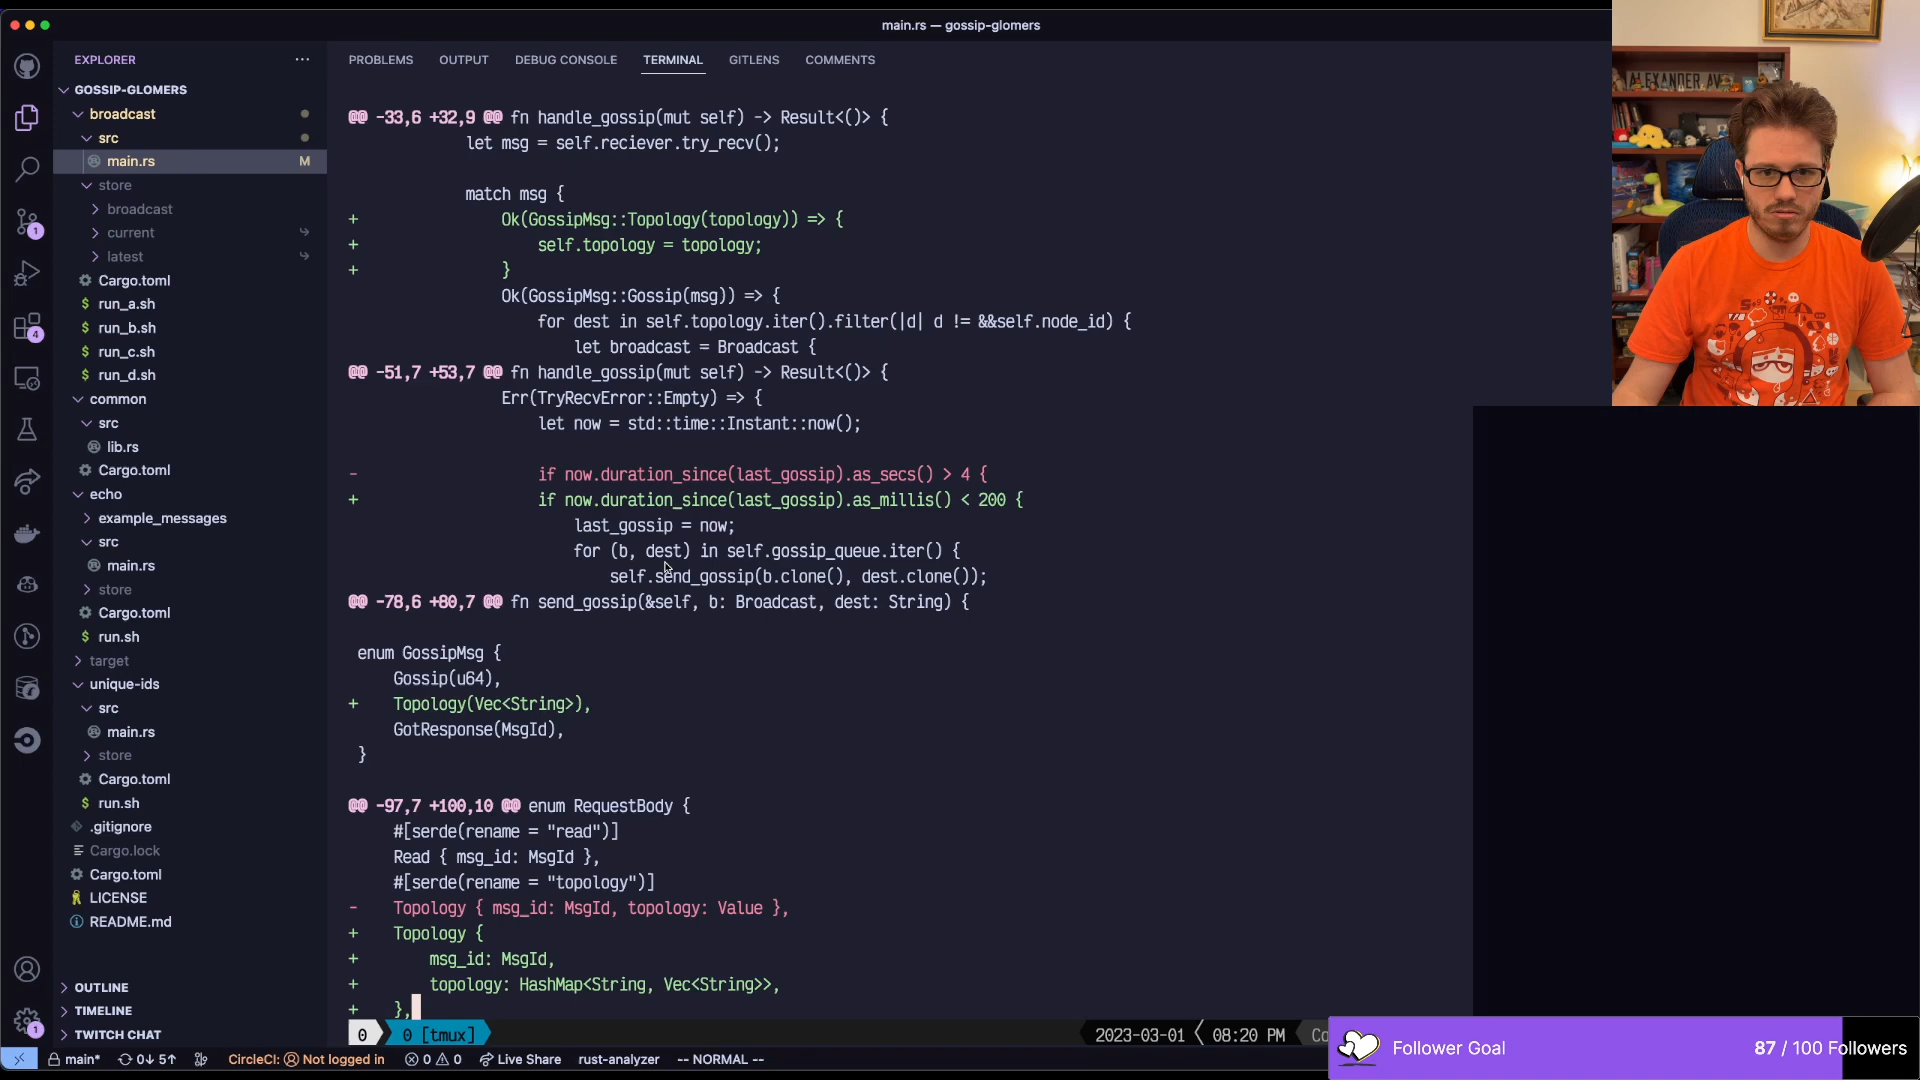 main.rs — gossip-glomers
EXPLORER
GOSSIP-GLOMERS
broadcast
src
main.rs M
store
broadcast
current
latest
Cargo.toml
$ run_a.sh
$ run_b.sh
$ run_c.sh
$ run_d.sh
common
src
lib.rs
Cargo.toml
echo
example_messages
src
main.rs
store
Cargo.toml
$ run.sh
target
unique-ids
src
main.rs
store
Cargo.toml
$ run.sh
.gitignore
Cargo.lock
Cargo.toml
LICENSE
README.md
OUTLINE
TIMELINE
TWITCH CHAT
1
4
1
PROBLEMS OUTPUT DEBUG CONSOLE TERMINAL GITLENS COMMENTS
@@ -33,6 +32,9 @@ fn handle_gossip(mut self) -> Result<()> {
let msg = self.reciever.try_recv();
match msg {
+ Ok(GossipMsg::Topology(topology)) => {
+ self.topology = topology;
+ }
Ok(GossipMsg::Gossip(msg)) => {
for dest in self.topology.iter().filter(|d| d != &&self.node_id) {
let broadcast = Broadcast {
@@ -51,7 +53,7 @@ fn handle_gossip(mut self) -> Result<()> {
Err(TryRecvError::Empty) => {
let now = std::time::Instant::now();
- if now.duration_since(last_gossip).as_secs() > 4 {
+ if now.duration_since(last_gossip).as_millis() < 200 {
last_gossip = now;
for (b, dest) in self.gossip_queue.iter() {
self.send_gossip(b.clone(), dest.clone());
@@ -78,6 +80,7 @@ fn send_gossip(&self, b: Broadcast, dest: String) {
enum GossipMsg {
Gossip(u64),
+ Topology(Vec<String>),
GotResponse(MsgId),
}
@@ -97,7 +100,10 @@ enum RequestBody {
#[serde(rename = "read")]
Read { msg_id: MsgId },
#[serde(rename = "topology")]
- Topology { msg_id: MsgId, topology: Value },
+ Topology {
+ msg_id: MsgId,
+ topology: HashMap<String, Vec<String>>,
+ },
0 0 [tmux] 2023-03-01 08:20 PM Co
main* 0↓ 5↑ CircleCI: Not logged in 0 0 Live Share rust-analyzer -- NORMAL --
ALEXANDER AV
Follower Goal 87 / 100 Followers